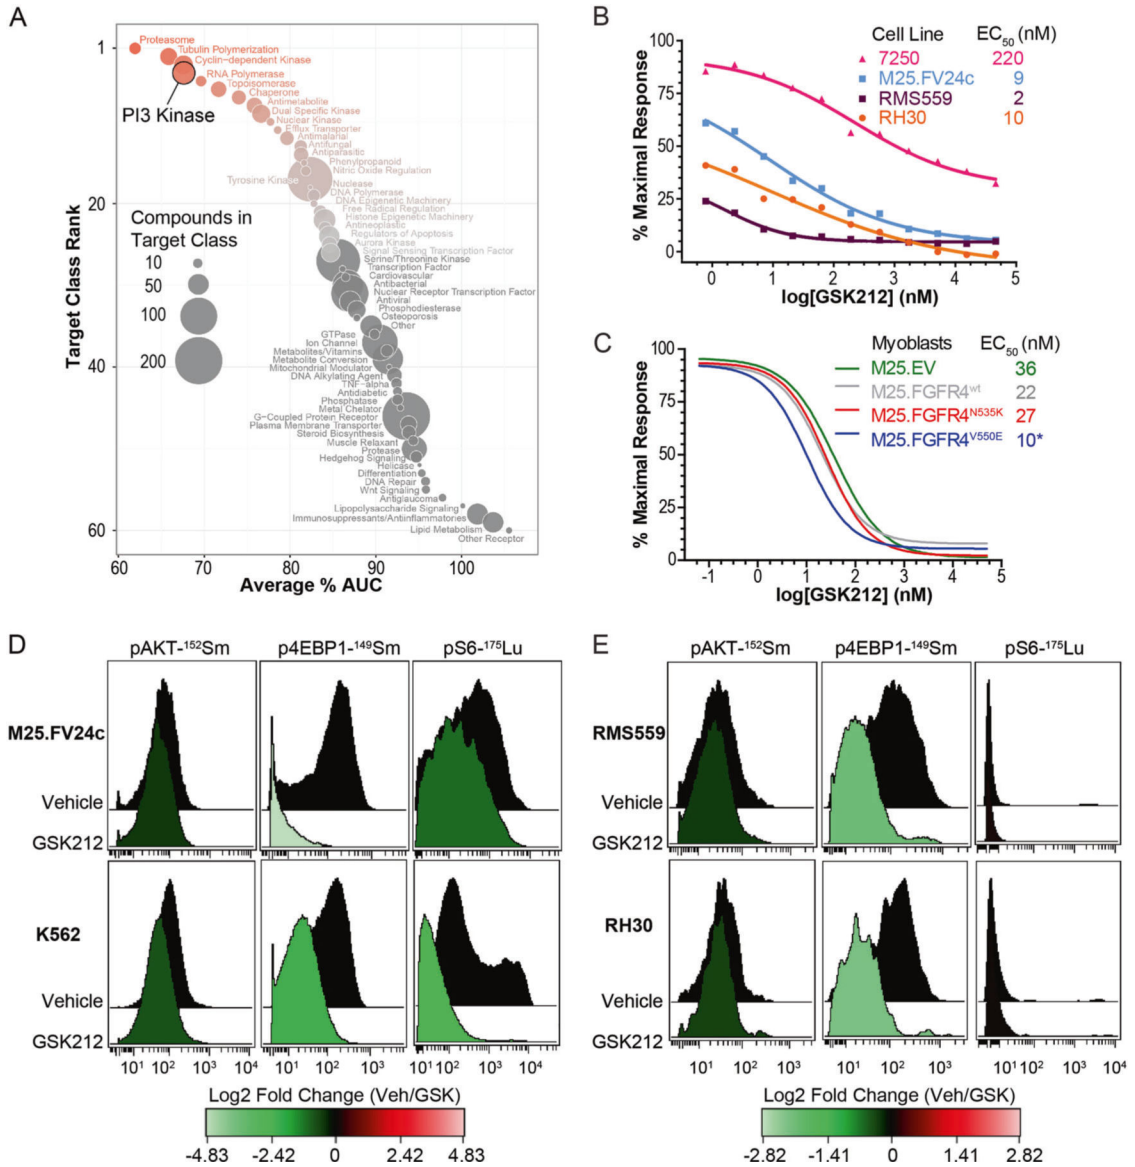 A
1
20
40
60
Target Class Rank
Proteasome
Tubulin Polymerization
Cyclin-dependent Kinase
PI3 Kinase
RNA Polymerase
Topoisomerase
Chaperone
Antimetabolite
Dual Specific Kinase
Nuclear Kinase
Efflux Transporter
Antimalarial
Antifungal
Antiparasitic
Phenylpropanoid
Nitric Oxide Regulation
Tyrosine Kinase
Nuclease
DNA Polymerase
DNA Epigenetic Machinery
Free Radical Regulation
Histone Epigenetic Machinery
Antineoplastic
Regulators of Apoptosis
Aurora Kinase
Signal Sensing Transcription Factor
Serine/Threonine Kinase
Transcription Factor
Cardiovascular
Antibacterial
Nuclear Receptor Transcription Factor
Antiviral
Phosphodiesterase
Osteoporosis
Other
GTPase
Ion Channel
Metabolites/Vitamins
Metabolite Conversion
Mitochondrial Modulator
DNA Alkylating Agent
TNF-alpha
Antidiabetic
Phosphatase
Metal Chelator
G-Coupled Protein Receptor
Plasma Membrane Transporter
Steroid Biosynthesis
Muscle Relaxant
Protease
Hedgehog Signaling
Helicase
Differentiation
DNA Repair
Wnt Signaling
Antiglaucoma
Lipopolysaccharide Signaling
Immunosuppressants/Antiinflammatories
Lipid Metabolism
Other Receptor
Compounds in
Target Class
10
50
100
200
60 70 80 90 100
Average % AUC
B
% Maximal Response
100
75
50
25
0
Cell Line EC50 (nM)
7250 220
M25.FV24c 9
RMS559 2
RH30 10
0 1 2 3 4 5
log[GSK212] (nM)
C
% Maximal Response
100
75
50
25
0
Myoblasts EC50 (nM)
M25.EV 36
M25.FGFR4wt 22
M25.FGFR4N535K 27
M25.FGFR4V550E 10*
-1 0 1 2 3 4 5
log[GSK212] (nM)
D
pAKT-152Sm p4EBP1-149Sm pS6-175Lu
M25.FV24c
Vehicle
GSK212
K562
Vehicle
GSK212
10¹ 10² 10³ 10¹ 10² 10³ 10¹ 10² 10³ 10⁴
Log2 Fold Change (Veh/GSK)
-4.83 -2.42 0 2.42 4.83
E
pAKT-152Sm p4EBP1-149Sm pS6-175Lu
RMS559
Vehicle
GSK212
RH30
Vehicle
GSK212
10¹ 10² 10³ 10¹ 10² 10³ 10¹ 10² 10³ 10⁴
Log2 Fold Change (Veh/GSK)
-2.82 -1.41 0 1.41 2.82